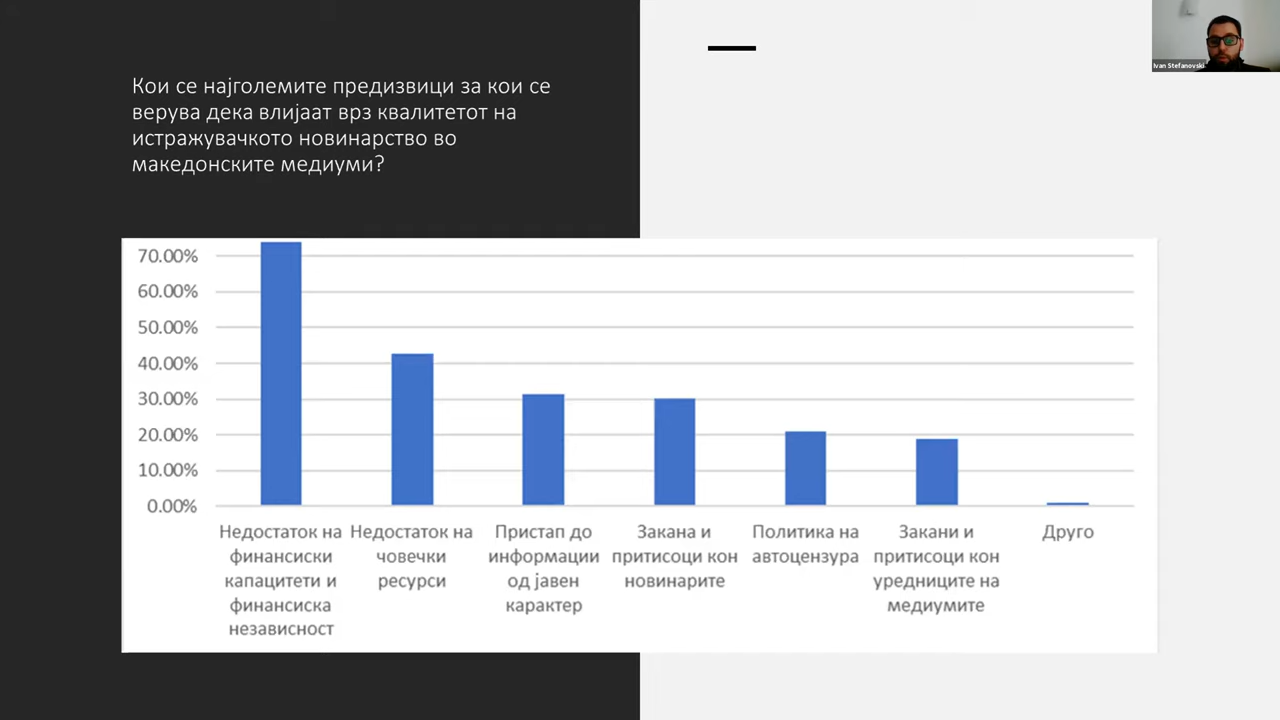 Кои се најголемите предизвици за кои се
верува дека влијаат врз квалитетот на
истражувачкото новинарство во
македонските медиуми?
Ivan Stefanovski
70.00%
60.00%
50.00%
40.00%
30.00%
20.00%
10.00%
0.00%
Недостаток на
финансиски
капацитети и
финансиска
независност
Недостаток на
човечки
ресурси
Пристап до
информации
од јавен
карактер
Закана и
притисоци кон
новинарите
Политика на
автоцензура
Закани и
притисоци кон
уредниците на
медиумите
Друго